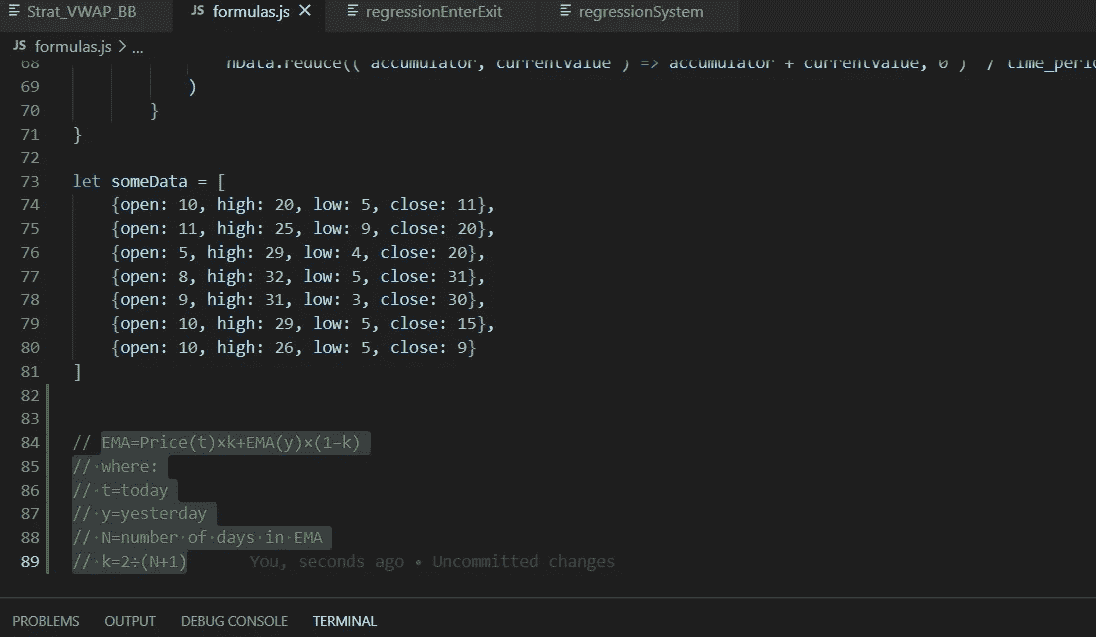 Strat_VWAP_BB JS formulas.js × regressionEnterExit regressionSystem
JS formulas.js > ...
68 nData.reduce(( accumulator, currentValue ) => accumulator + currentValue, 0 ) / time_perio
69 )
70 }
71 }
72
73 let someData = [
74 {open: 10, high: 20, low: 5, close: 11},
75 {open: 11, high: 25, low: 9, close: 20},
76 {open: 5, high: 29, low: 4, close: 20},
77 {open: 8, high: 32, low: 5, close: 31},
78 {open: 9, high: 31, low: 3, close: 30},
79 {open: 10, high: 29, low: 5, close: 15},
80 {open: 10, high: 26, low: 5, close: 9}
81 ]
82
83
84 // EMA=Price(t)×k+EMA(y)×(1−k)
85 // where:
86 // t=today
87 // y=yesterday
88 // N=number of days in EMA
89 // k=2÷(N+1) You, seconds ago • Uncommitted changes
PROBLEMS OUTPUT DEBUG CONSOLE TERMINAL